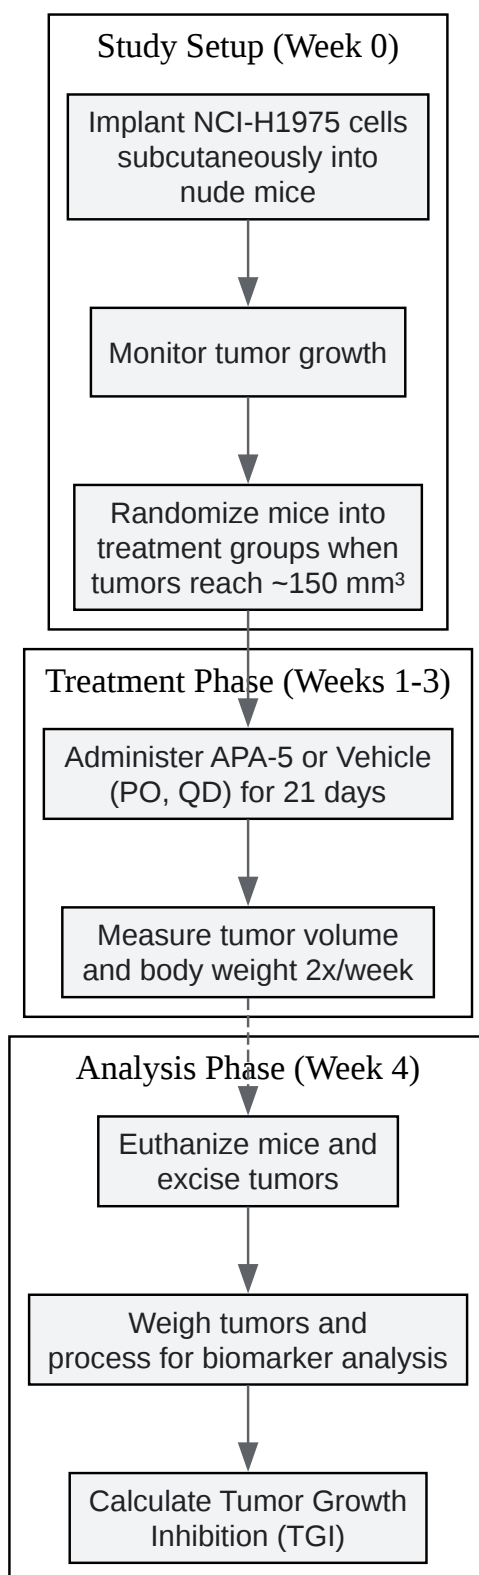 Study Setup (Week 0)
Implant NCI-H1975 cells
subcutaneously into
nude mice
Monitor tumor growth
Randomize mice into
treatment groups when
tumors reach ~150 mm³
Treatment Phase (Weeks 1-3)
Administer APA-5 or Vehicle
(PO, QD) for 21 days
Measure tumor volume
and body weight 2x/week
Analysis Phase (Week 4)
Euthanize mice and
excise tumors
Weigh tumors and
process for biomarker analysis
Calculate Tumor Growth
Inhibition (TGI)